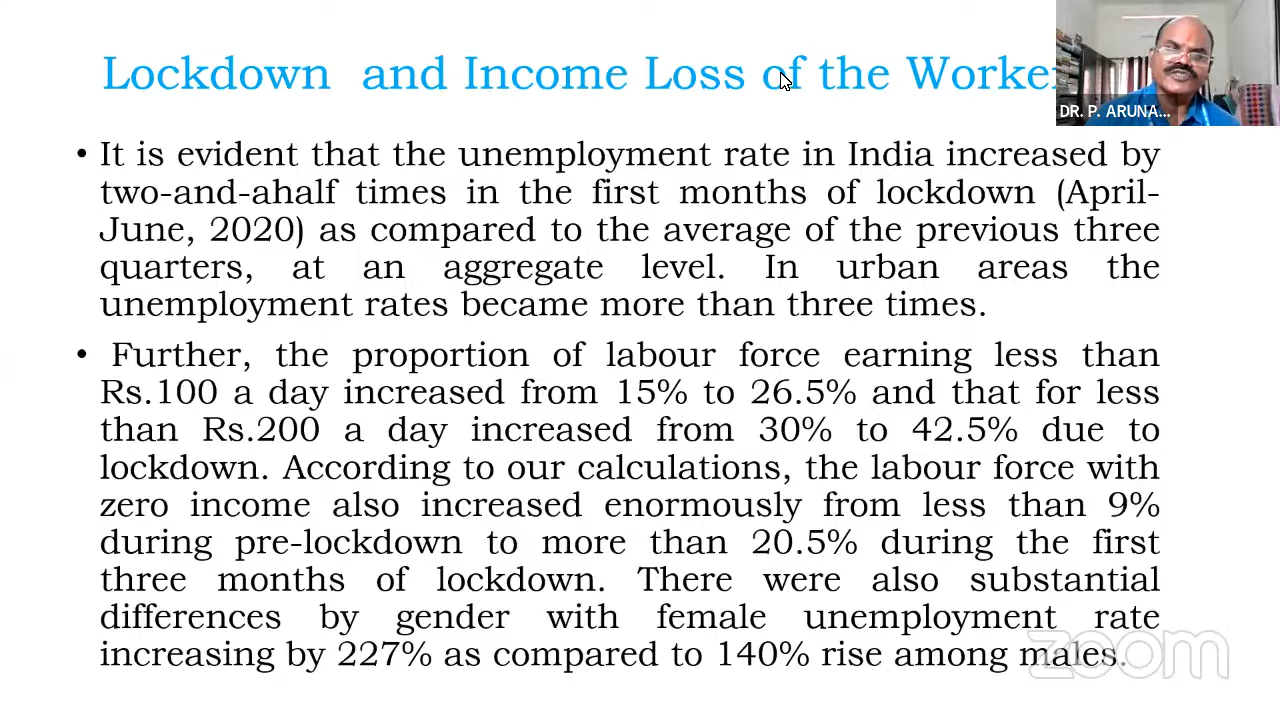 Lockdown and Income Loss of the Worke
DR. P. ARUNA...
• It is evident that the unemployment rate in India increased by
two-and-ahalf times in the first months of lockdown (April-
June, 2020) as compared to the average of the previous three
quarters, at an aggregate level. In urban areas the
unemployment rates became more than three times.
• Further, the proportion of labour force earning less than
Rs.100 a day increased from 15% to 26.5% and that for less
than Rs.200 a day increased from 30% to 42.5% due to
lockdown. According to our calculations, the labour force with
zero income also increased enormously from less than 9%
during pre-lockdown to more than 20.5% during the first
three months of lockdown. There were also substantial
differences by gender with female unemployment rate
increasing by 227% as compared to 140% rise among males.
zoom